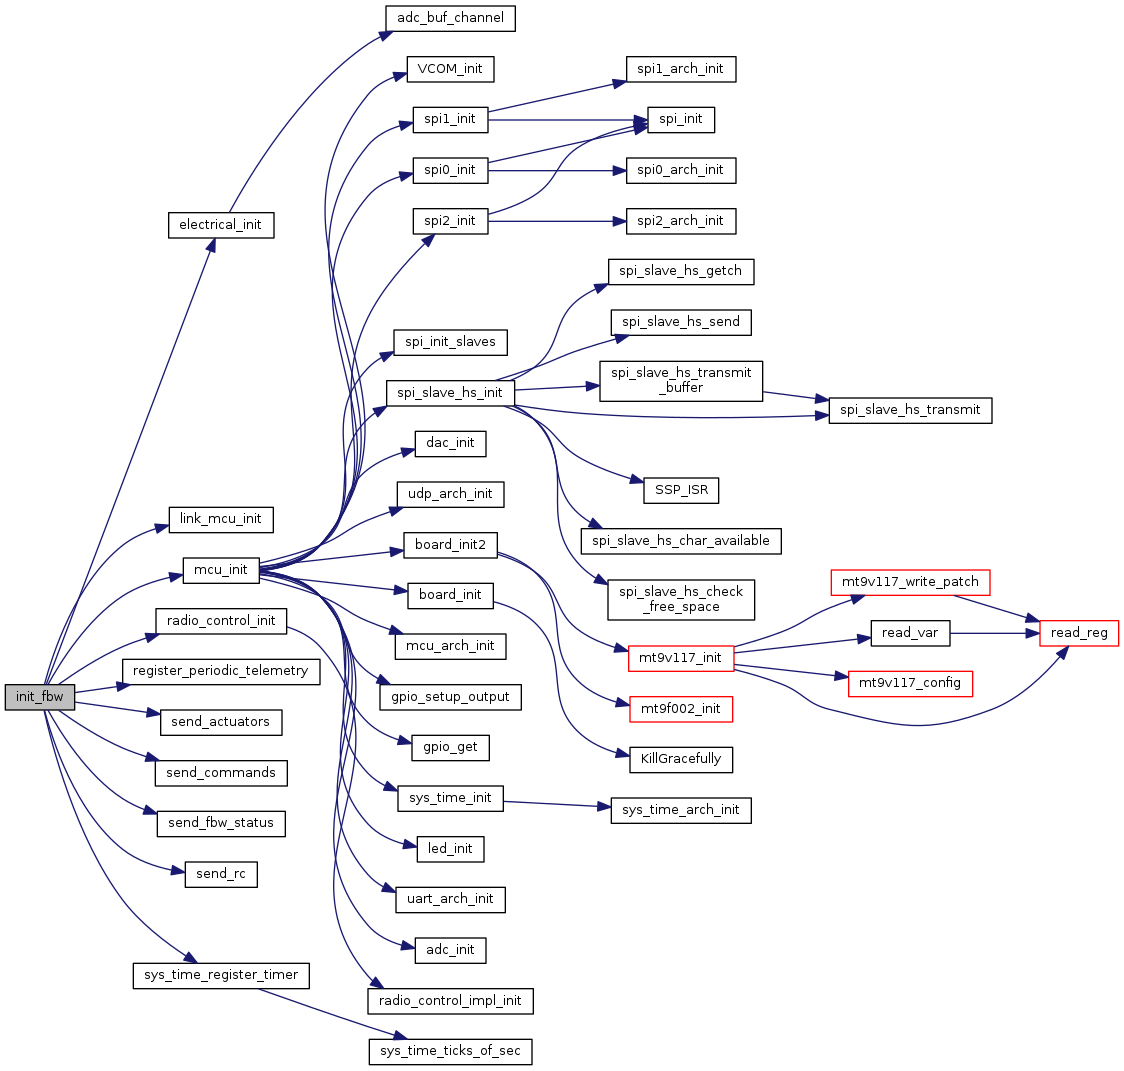 adc_buf_channel
VCOM_init
spi1_arch_init
spi1_init
spi_init
spi0_init
spi0_arch_init
electrical_init
spi2_init
spi2_arch_init
spi_slave_hs_getch
spi_slave_hs_send
spi_init_slaves
spi_slave_hs_transmit
_buffer
spi_slave_hs_init
spi_slave_hs_transmit
dac_init
udp_arch_init
SSP_ISR
link_mcu_init
board_init2
spi_slave_hs_char_available
mcu_init
board_init
spi_slave_hs_check
_free_space
mt9v117_write_patch
radio_control_init
mcu_arch_init
read_var
read_reg
mt9v117_init
register_periodic_telemetry
mt9v117_config
init_fbw
gpio_setup_output
mt9f002_init
send_actuators
gpio_get
KillGracefully
send_commands
sys_time_init
sys_time_arch_init
send_fbw_status
led_init
send_rc
uart_arch_init
adc_init
sys_time_register_timer
radio_control_impl_init
sys_time_ticks_of_sec